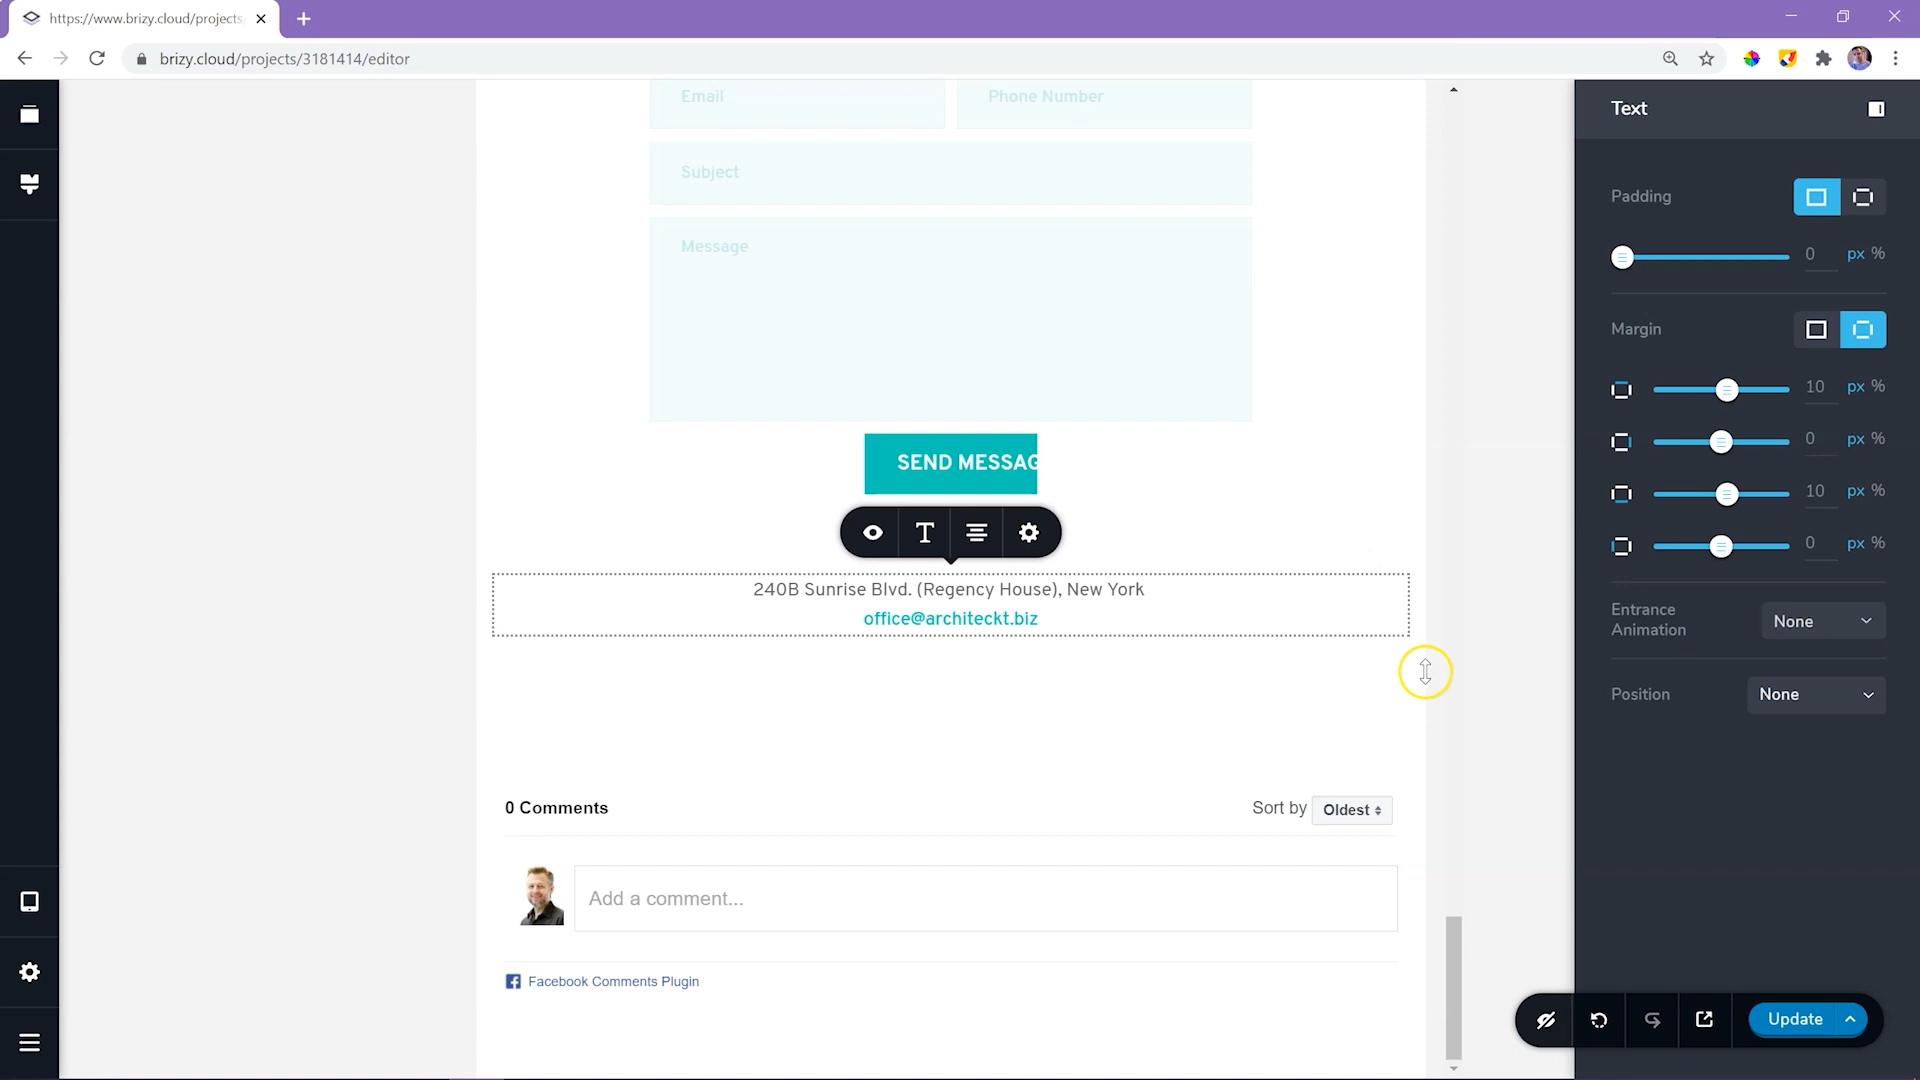 https://www.brizy.cloud/projects
brizy.cloud/projects/3181414/editor
Text
Email
Phone Number
Subject
Message
SEND MESSAG
240B Sunrise Blvd. (Regency House), New York
office@architeckt.biz
0 Comments
Sort by Oldest
Add a comment...
Facebook Comments Plugin
Padding
0 px %
Margin
10 px %
0 px %
10 px %
0 px %
Entrance
Animation
None
Position
None
Update